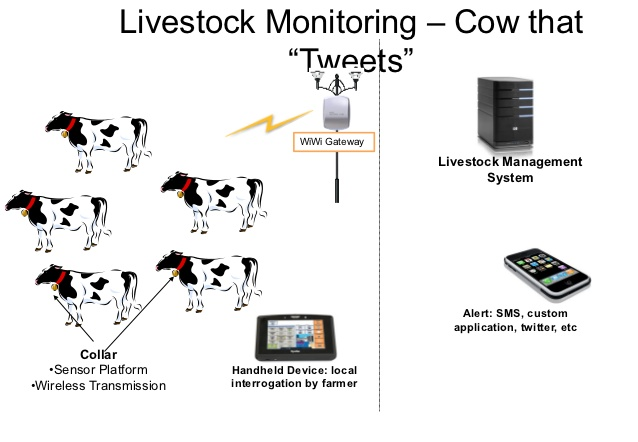 Livestock Monitoring – Cow that
“Tweets”
WiWi Gateway
Livestock Management
System
Alert: SMS, custom
application, twitter, etc
Collar
•Sensor Platform
•Wireless Transmission
Handheld Device: local
interrogation by farmer